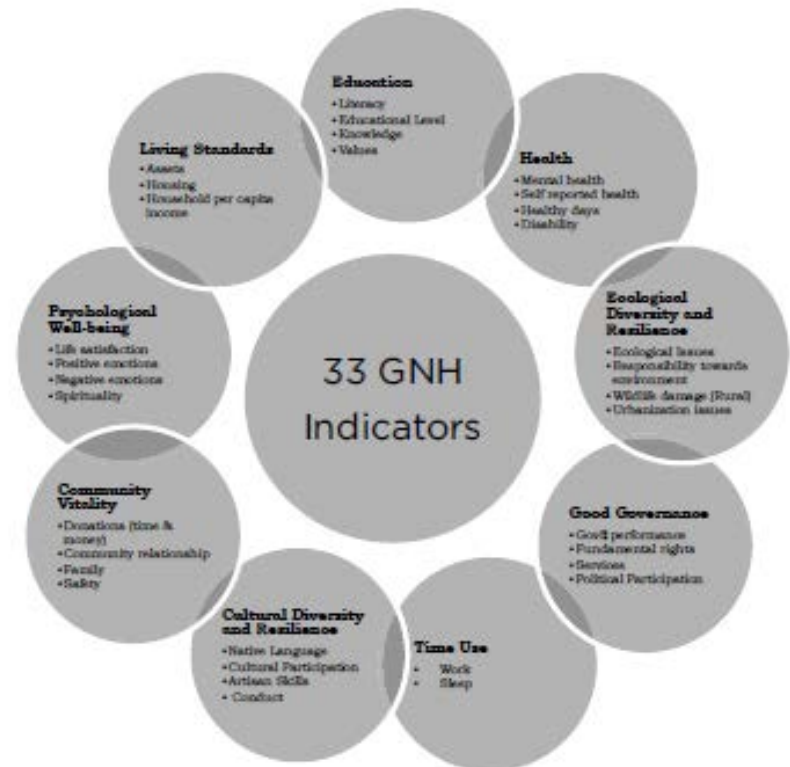 Education
• Literacy
• Educational Level
• Knowledge
• Values
Health
• Mental health
• Self reported health
• Healthy days
• Disability
Ecological
Diversity and
Resilience
• Ecological Issues
• Responsibility towards
environment
• Wildlife damage (Rural)
• Urbanization issues
Good Governance
• performance
• Fundamental rights
• Services
• Political Participation
Time Use
• Work
• Sleep
Cultural Diversity
and Resilience
• Native Language
• Cultural Participation
• Artisan Skills
• Conduct
Community
Vitality
• Donations (time &
money)
• Community relationship
• Family
• Safety
Psychological
Well-being
• Life satisfaction
• Positive emotions
• Negative emotions
• Spirituality
Living Standards
• Assets
• Housing
• Household per capita
income
33 GNH
Indicators